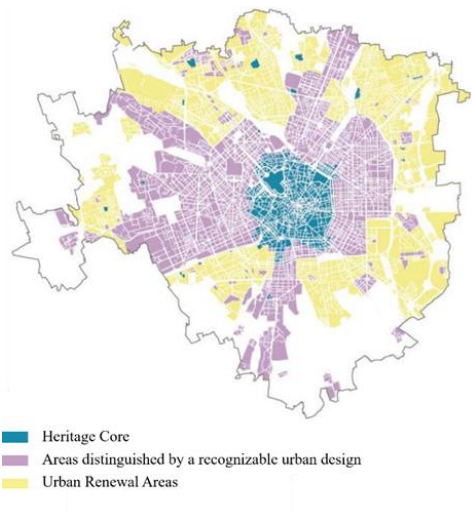 Heritage Core
Areas distinguished by a recognizable urban design
Urban Renewal Areas